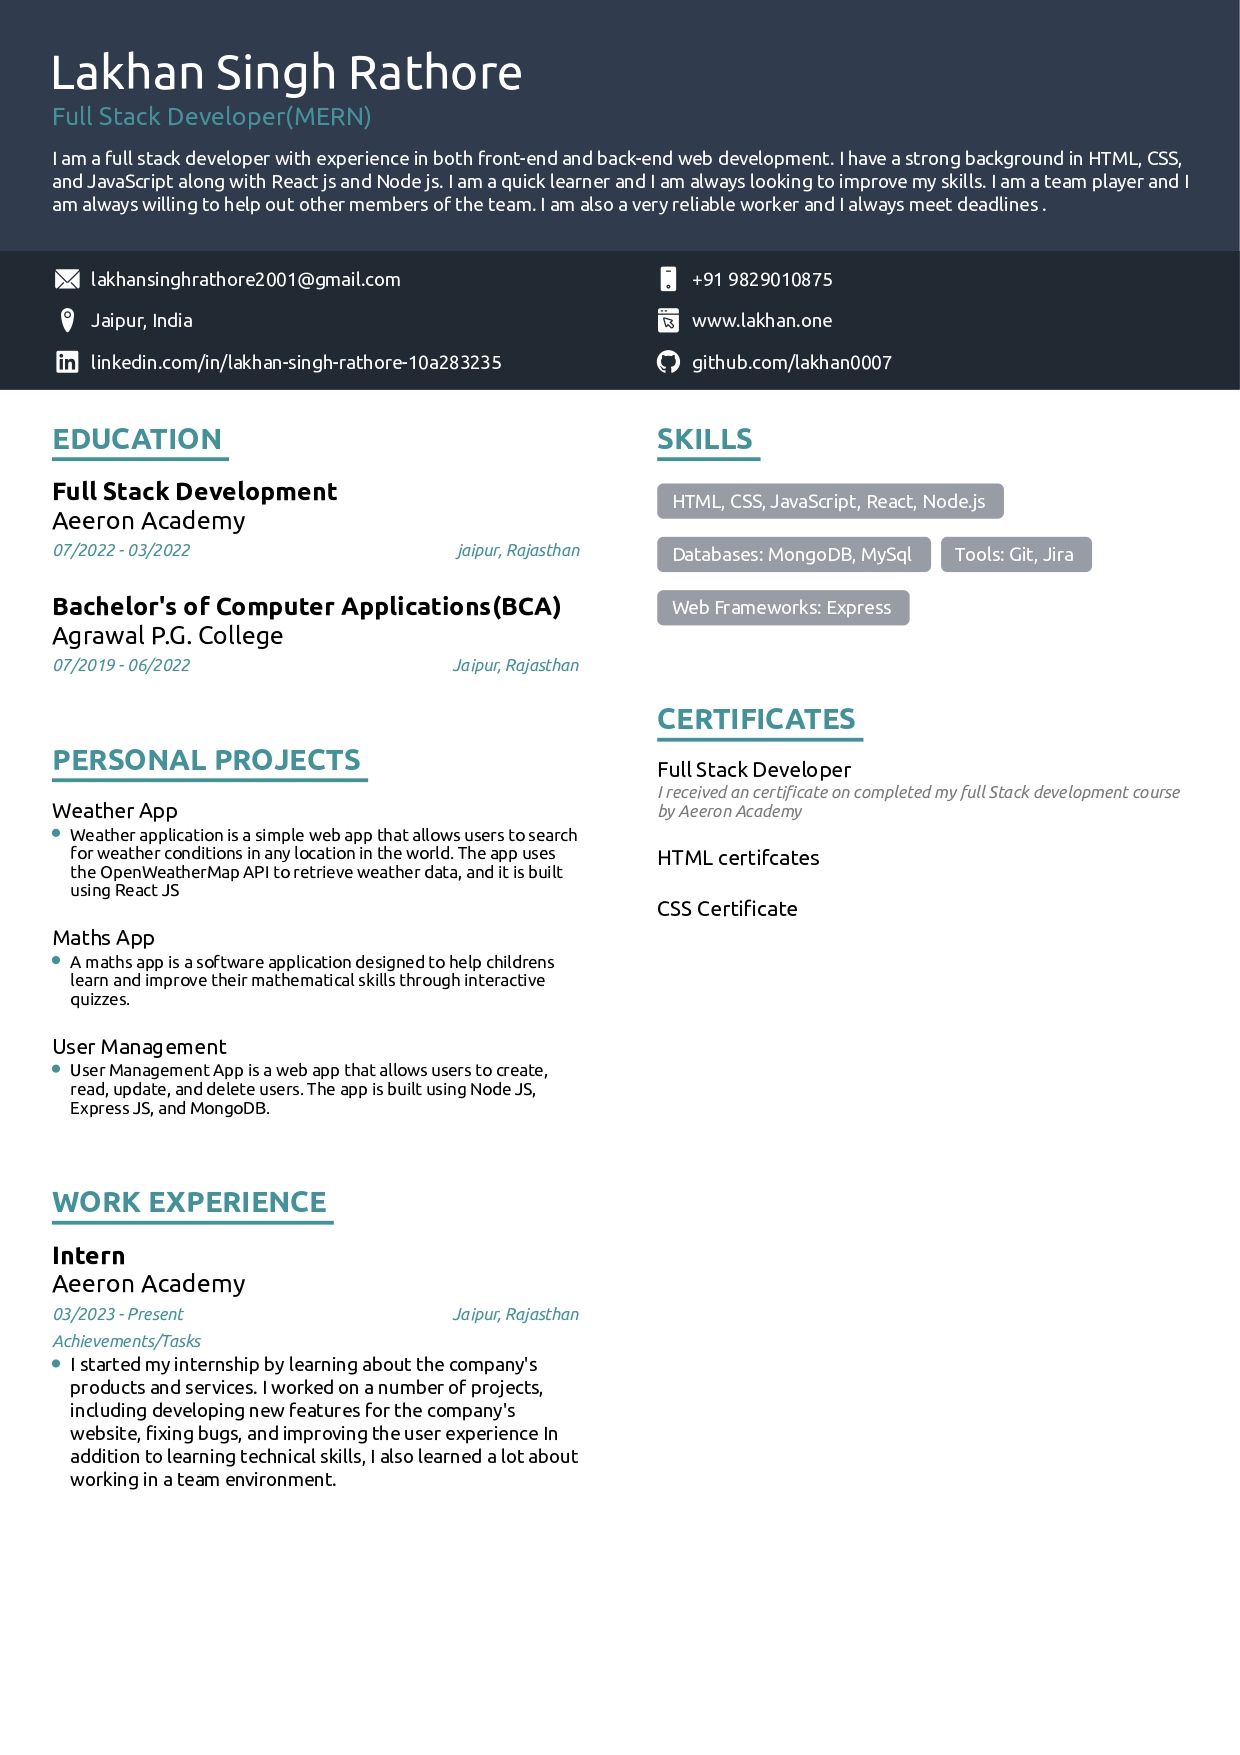 Lakhan Singh Rathore
Full Stack Developer(MERN)
I am a full stack developer with experience in both front-end and back-end web development. I have a strong background in HTML, CSS,
and JavaScript along with React js and Node js. I am a quick learner and I am always looking to improve my skills. I am a team player and I
am always willing to help out other members of the team. I am also a very reliable worker and I always meet deadlines .
lakhansinghrathore2001@gmail.com
+91 9829010875
Jaipur, India
www.lakhan.one
linkedin.com/in/lakhan-singh-rathore-10a283235
github.com/lakhan0007
EDUCATION
Full Stack Development
Aeeron Academy
07/2022 - 03/2022
jaipur, Rajasthan
Bachelor's of Computer Applications(BCA)
Agrawal P.G. College
07/2019 - 06/2022
Jaipur, Rajasthan
PERSONAL PROJECTS
Weather App
Weather application is a simple web app that allows users to search
for weather conditions in any location in the world. The app uses
the OpenWeatherMap API to retrieve weather data, and it is built
using React JS
Maths App
A maths app is a software application designed to help childrens
learn and improve their mathematical skills through interactive
quizzes.
User Management
User Management App is a web app that allows users to create,
read, update, and delete users. The app is built using Node JS,
Express JS, and MongoDB.
WORK EXPERIENCE
Intern
Aeeron Academy
03/2023 - Present
Jaipur, Rajasthan
Achievements/Tasks
I started my internship by learning about the company's
products and services. I worked on a number of projects,
including developing new features for the company's
website, fixing bugs, and improving the user experience In
addition to learning technical skills, I also learned a lot about
working in a team environment.
SKILLS
HTML, CSS, JavaScript, React, Node.js
Databases: MongoDB, MySql
Tools: Git, Jira
Web Frameworks: Express
CERTIFICATES
Full Stack Developer
I received an certificate on completed my full Stack development course
by Aeeron Academy
HTML certifcates
CSS Certificate